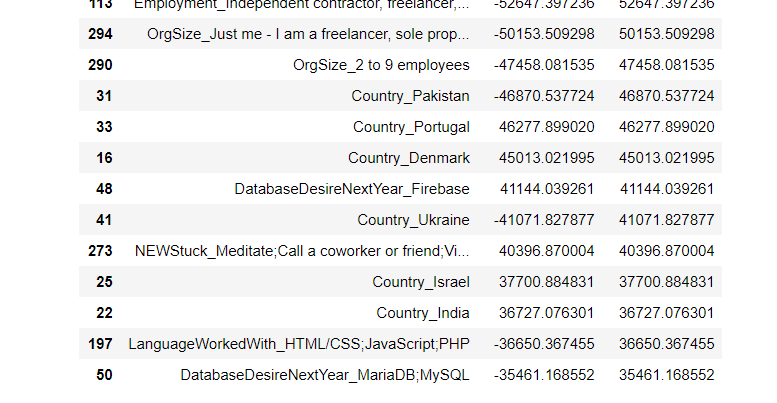 113 Employment_Independent contractor, freelancer,... -52647.397236 52647.397236
294 OrgSize_Just me - I am a freelancer, sole prop... -50153.509298 50153.509298
290 OrgSize_2 to 9 employees -47458.081535 47458.081535
31 Country_Pakistan -46870.537724 46870.537724
33 Country_Portugal 46277.899020 46277.899020
16 Country_Denmark 45013.021995 45013.021995
48 DatabaseDesireNextYear_Firebase 41144.039261 41144.039261
41 Country_Ukraine -41071.827877 41071.827877
273 NEWStuck_Meditate;Call a coworker or friend;Vi... 40396.870004 40396.870004
25 Country_Israel 37700.884831 37700.884831
22 Country_India 36727.076301 36727.076301
197 LanguageWorkedWith_HTML/CSS;JavaScript;PHP -36650.367455 36650.367455
50 DatabaseDesireNextYear_MariaDB;MySQL -35461.168552 35461.168552